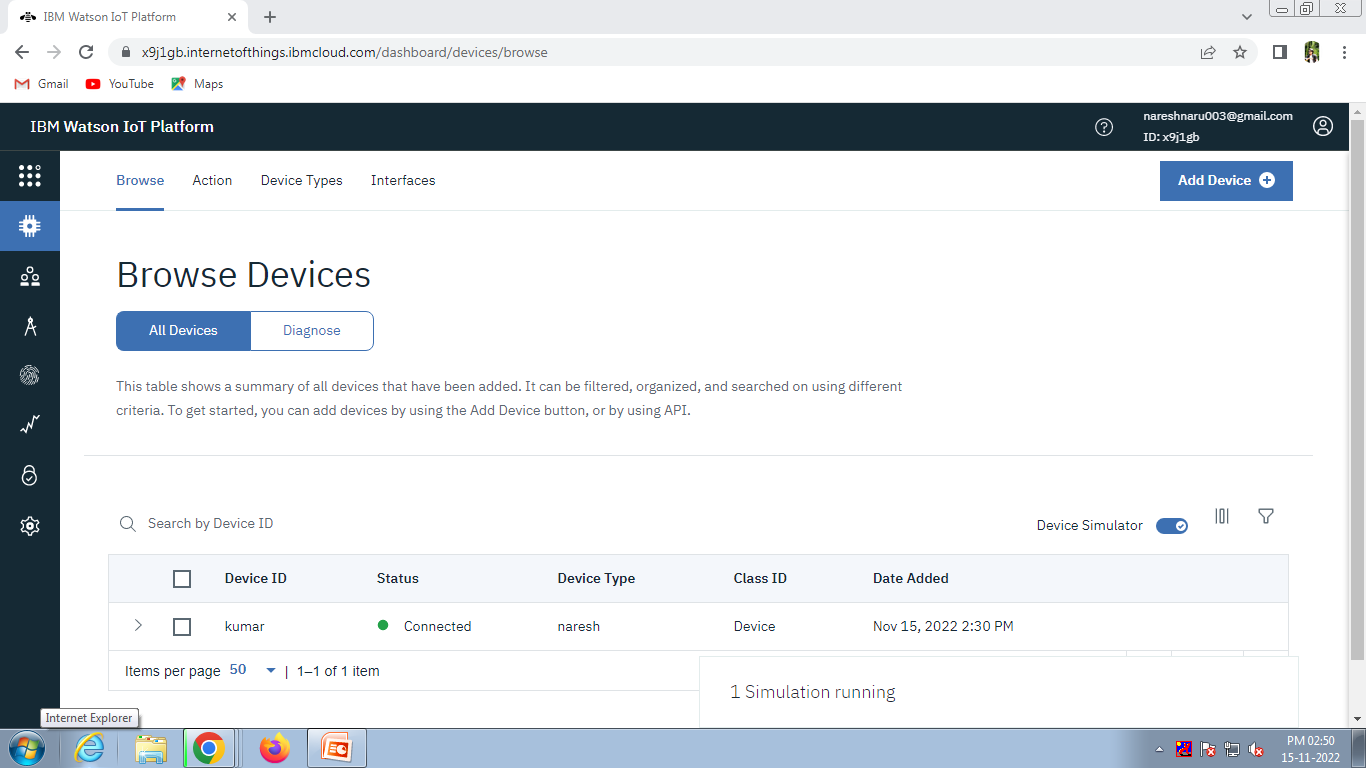 IBM Watson IoT Platform
x9j1gb.internetofthings.ibmcloud.com/dashboard/devices/browse
Gmail YouTube Maps
IBM Watson IoT Platform
nareshnaru003@gmail.com
ID: x9j1gb
Browse Action Device Types Interfaces Add Device
Browse Devices
All Devices Diagnose
This table shows a summary of all devices that have been added. It can be filtered, organized, and searched on using different
criteria. To get started, you can add devices by using the Add Device button, or by using API.
Search by Device ID
Device Simulator
Device ID Status Device Type Class ID Date Added
kumar Connected naresh Device Nov 15, 2022 2:30 PM
Items per page 50 | 1–1 of 1 item
1 Simulation running
Internet Explorer
PM 02:50
15-11-2022